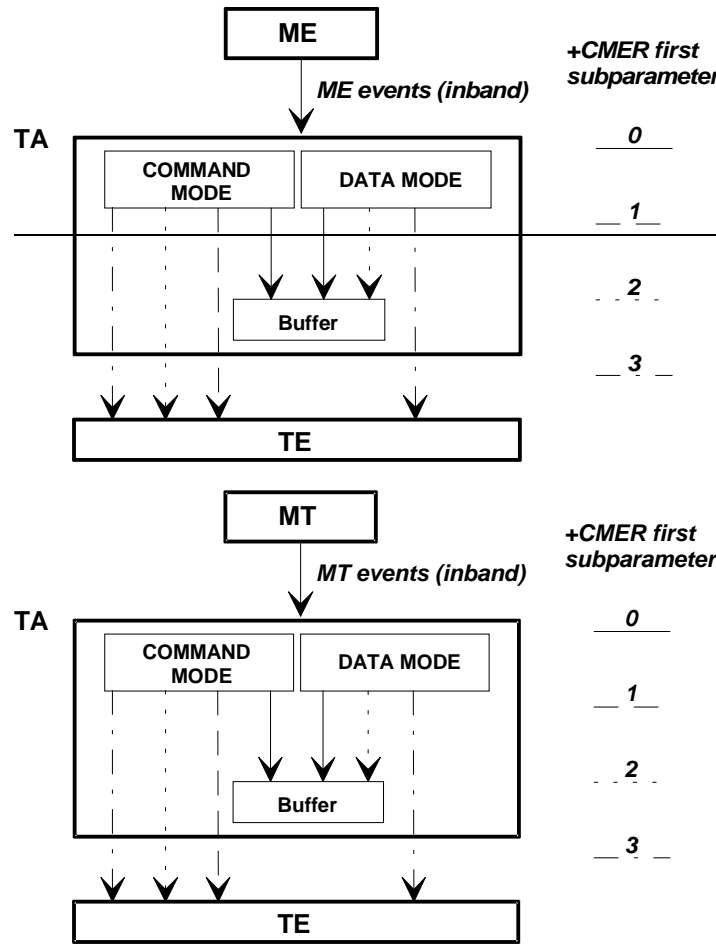 ME
+CMER first
subparameter
ME events (inband)
TA
0
COMMAND
MODE
DATA MODE
1
2
Buffer
3
TE
MT
+CMER first
subparameter
MT events (inband)
TA
0
COMMAND
MODE
DATA MODE
1
2
Buffer
3
TE